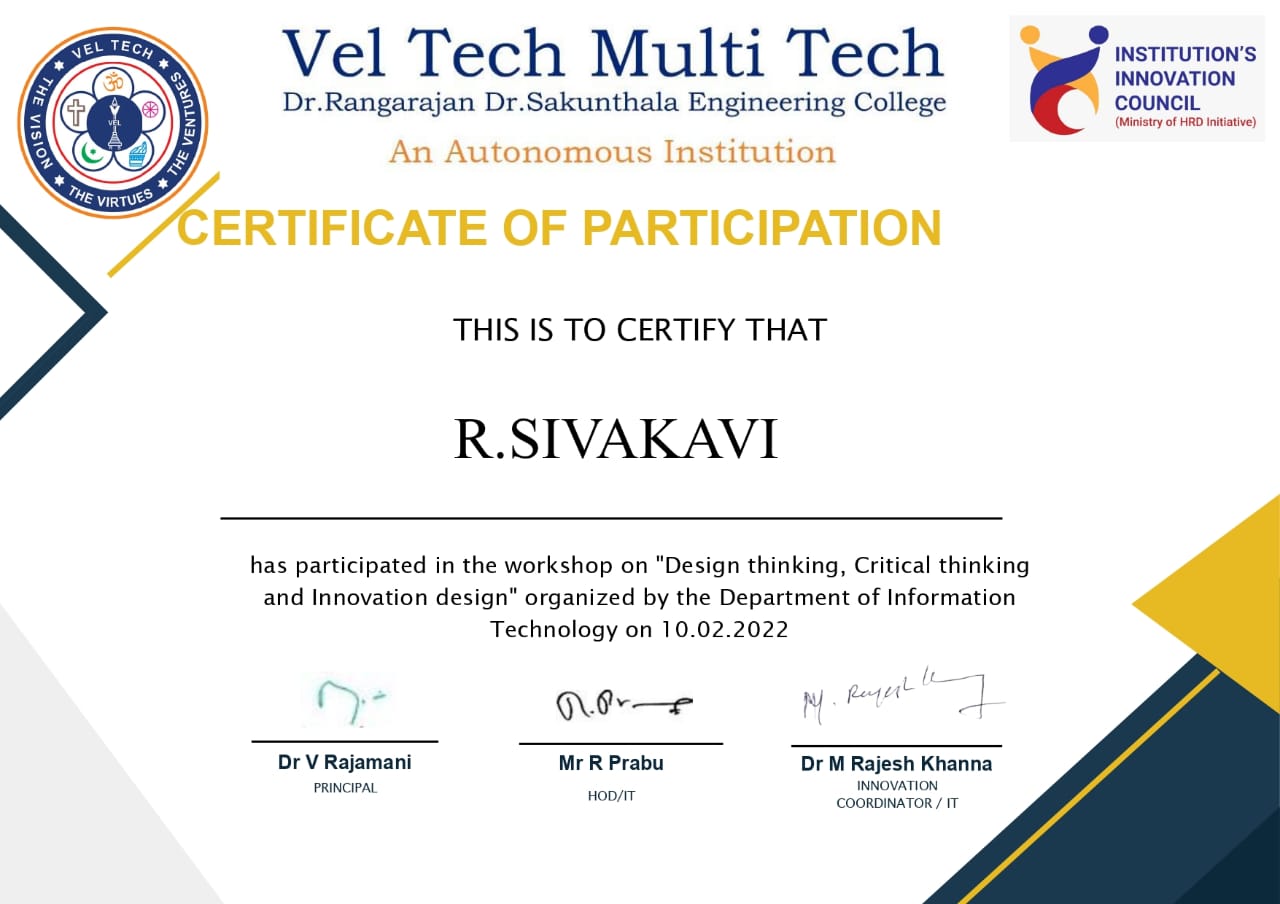 VEL TECH
THE VISION
THE VENTURES
THE VIRTUES
VEL
Vel Tech Multi Tech
Dr.Rangarajan Dr.Sakunthala Engineering College
An Autonomous Institution
INSTITUTION'S
INNOVATION
COUNCIL
(Ministry of HRD Initiative)
CERTIFICATE OF PARTICIPATION
THIS IS TO CERTIFY THAT
R.SIVAKAVI
has participated in the workshop on "Design thinking, Critical thinking
and Innovation design" organized by the Department of Information
Technology on 10.02.2022
Dr V Rajamani
PRINCIPAL
Mr R Prabu
HOD/IT
Dr M Rajesh Khanna
INNOVATION
COORDINATOR / IT